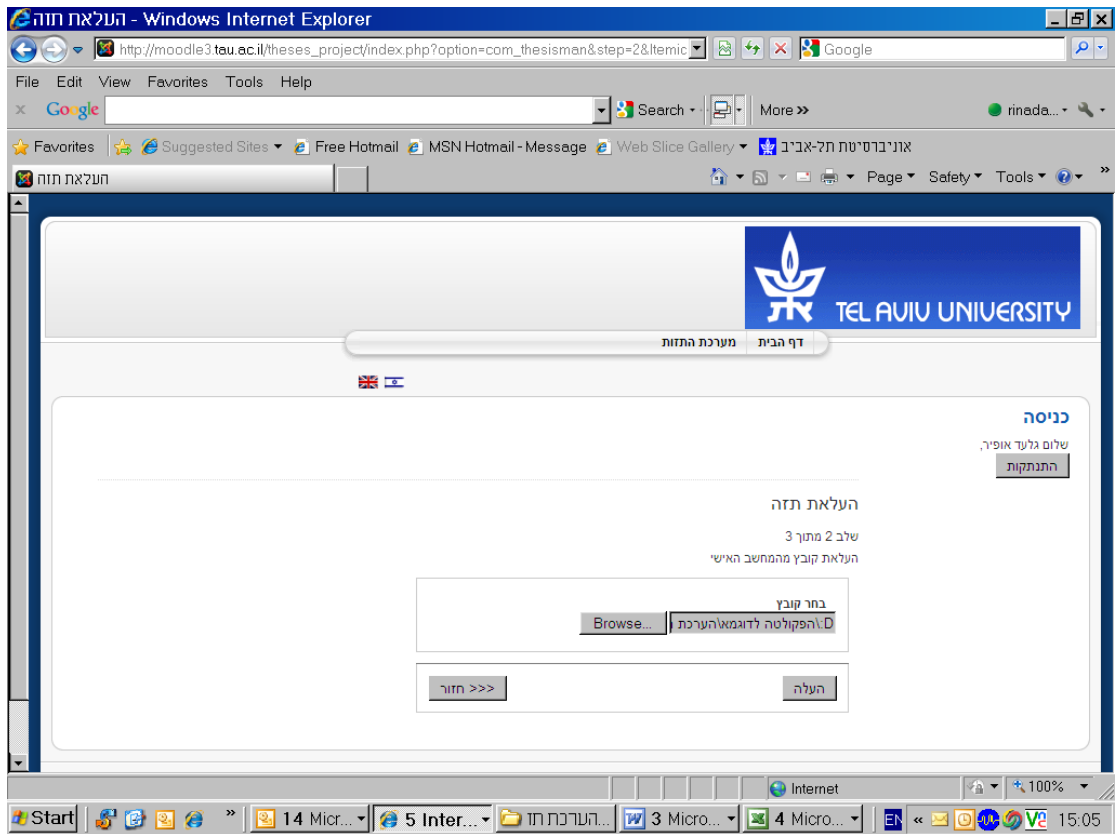 העלאת תזה - Windows Internet Explorer
http://moodle3.tau.ac.il/theses_project/index.php?option=com_thesisman&step=2&Itemic
Google
File Edit View Favorites Tools Help
x Google Search More »
rinada...
Favorites Suggested Sites Free Hotmail MSN Hotmail - Message Web Slice Gallery אוניברסיטת תל-אביב
העלאת תזה
Page Safety Tools »
TEL AVIV UNIVERSITY
דף הבית מערכת התזות
כניסה
שלום גלעד אופיר,
התנתקות
העלאת תזה
שלב 2 מתוך 3
העלאת קובץ מהמחשב האישי
בחר קובץ
D:\הפקולטה לדוגמא\הערכת
Browse...
העלה
<<< חזור
Internet 100%
Start » 14 Micr... 5 Inter... הערכת תו... 3 Micro... 4 Micro... EN « 15:05